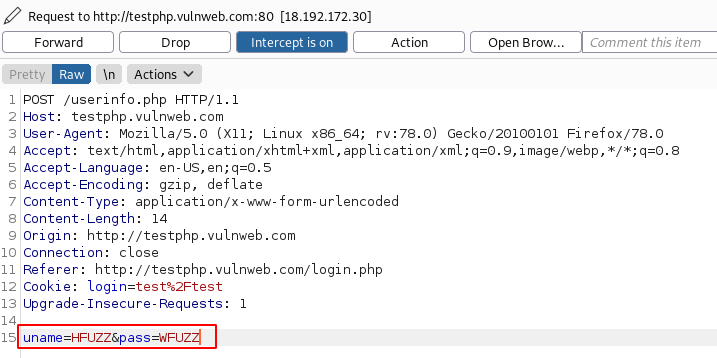 Request to http://testphp.vulnweb.com:80 [18.192.172.30]
Forward Drop Intercept is on Action Open Brow... Comment this item
Pretty Raw \n Actions
1 POST /userinfo.php HTTP/1.1
2 Host: testphp.vulnweb.com
3 User-Agent: Mozilla/5.0 (X11; Linux x86_64; rv:78.0) Gecko/20100101 Firefox/78.0
4 Accept: text/html,application/xhtml+xml,application/xml;q=0.9,image/webp,*/*;q=0.8
5 Accept-Language: en-US,en;q=0.5
6 Accept-Encoding: gzip, deflate
7 Content-Type: application/x-www-form-urlencoded
8 Content-Length: 14
9 Origin: http://testphp.vulnweb.com
10 Connection: close
11 Referer: http://testphp.vulnweb.com/login.php
12 Cookie: login=test%2Ftest
13 Upgrade-Insecure-Requests: 1
14
15 uname=HFUZZ&pass=WFUZZ